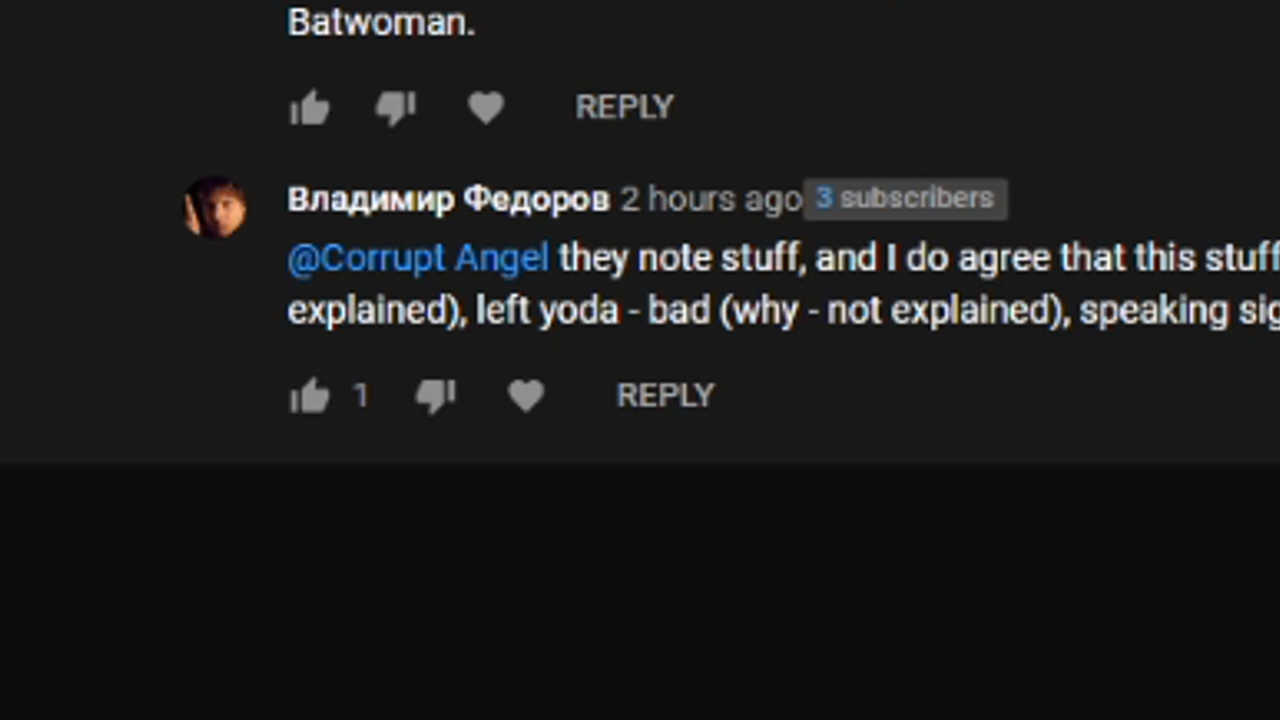 Batwoman.
REPLY
Владимир Федоров 2 hours ago 3 subscribers
@Corrupt Angel they note stuff, and I do agree that this stuff
explained), left yoda - bad (why - not explained), speaking
1 REPLY